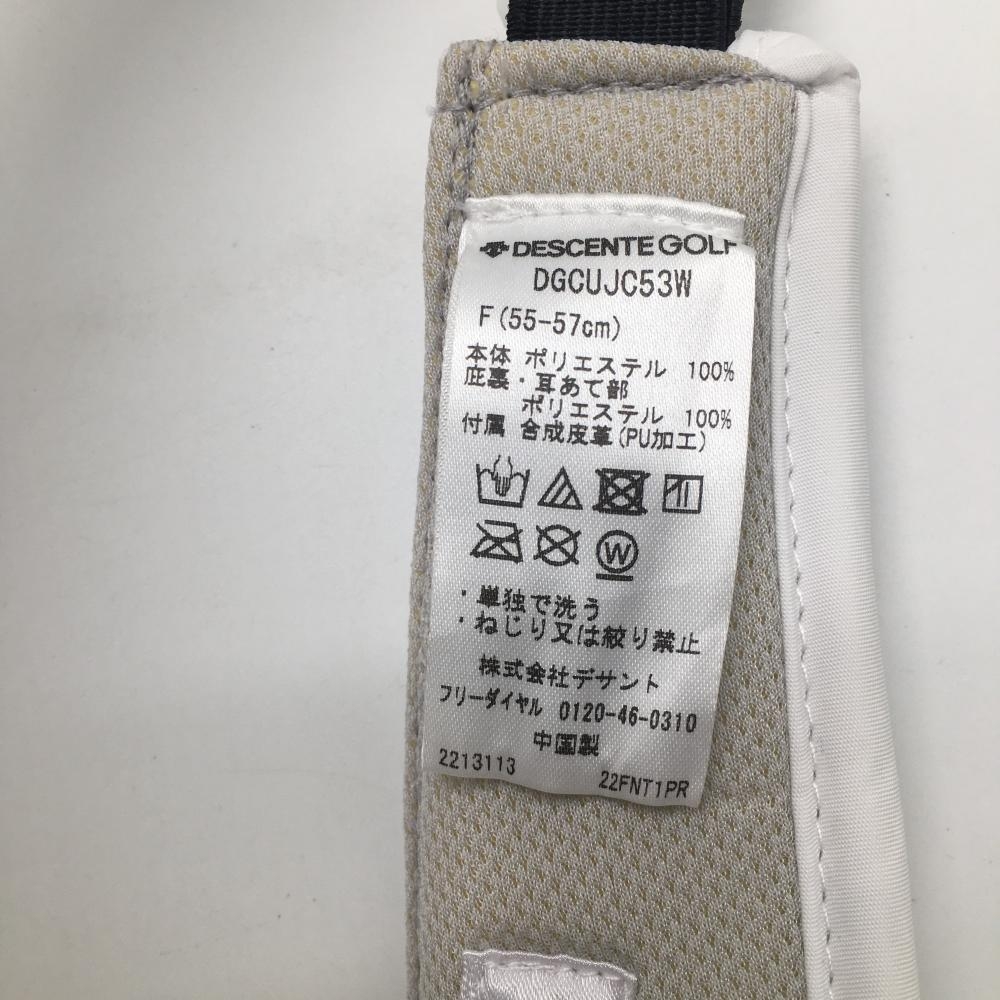 DESCENTE GOLF
DGCUJC53W
F(55-57cm)
本体 ポリエステル 100%
庇裏・耳あて部
ポリエステル 100%
付属 合成皮革(PU加工)
W
・単独で洗う
・ねじり又は絞り禁止
株式会社デサント
フリーダイヤル 0120-46-0310
中国製
2213113 22FNT1PR